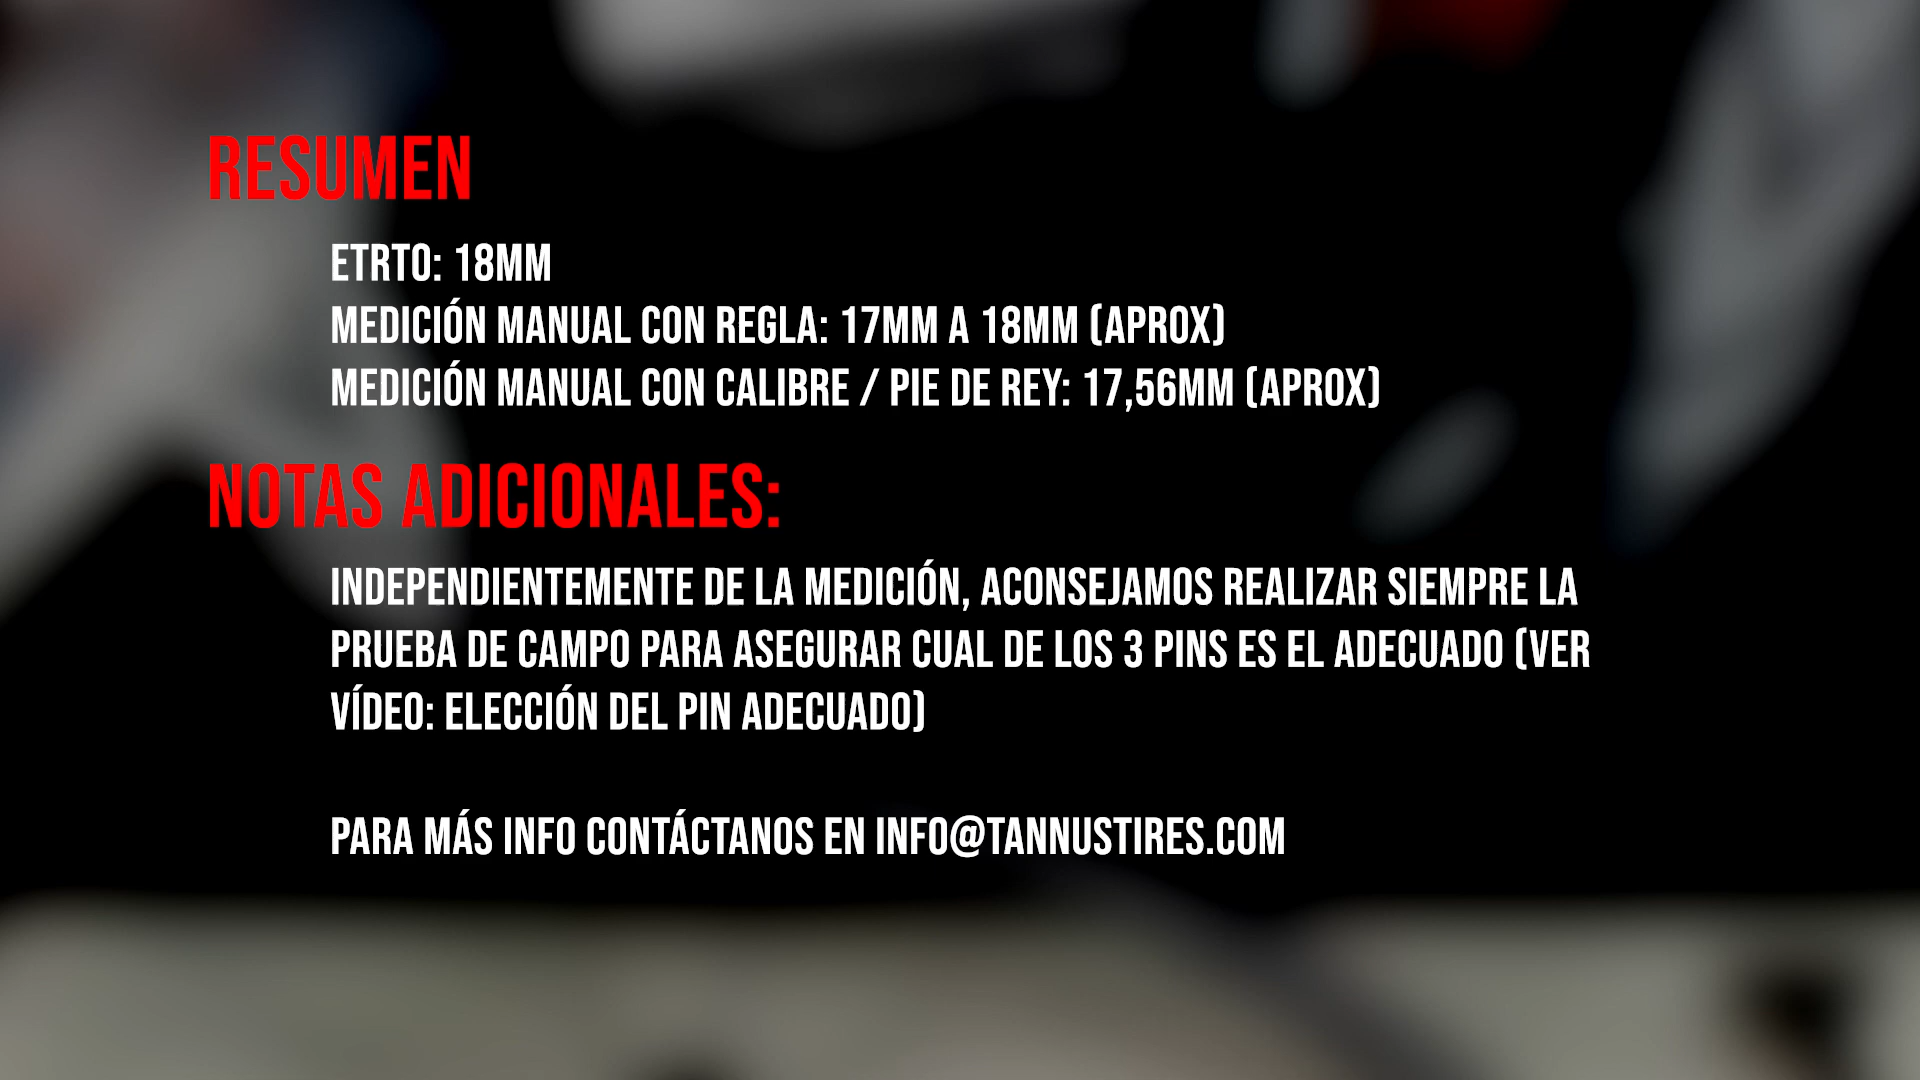 RESUMEN
ETRTO: 18MM
MEDICIÓN MANUAL CON REGLA: 17MM A 18MM (APROX)
MEDICIÓN MANUAL CON CALIBRE / PIE DE REY: 17,56MM (APROX)
NOTAS ADICIONALES:
INDEPENDIENTEMENTE DE LA MEDICIÓN, ACONSEJAMOS REALIZAR SIEMPRE LA
PRUEBA DE CAMPO PARA ASEGURAR CUAL DE LOS 3 PINS ES EL ADECUADO (VER
VÍDEO: ELECCIÓN DEL PIN ADECUADO)
PARA MÁS INFO CONTÁCTANOS EN INFO@TANNUSTIRES.COM